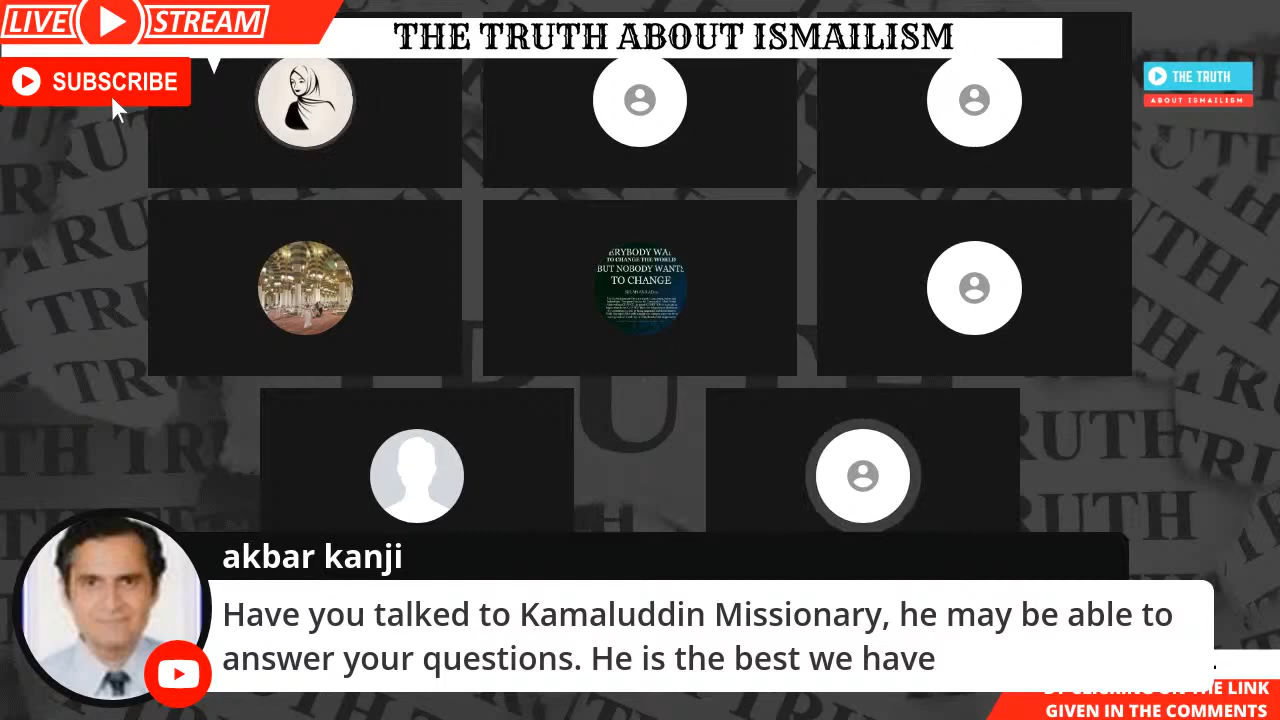 LIVE STREAM
THE TRUTH ABOUT ISMAILISM
SUBSCRIBE
THE TRUTH
ABOUT ISMAILISM
TO CHANGE THE WORLD
BUT NOBODY WANTS
TO CHANGE
akbar kanji
Have you talked to Kamaluddin Missionary, he may be able to
answer your questions. He is the best we have
LINK
GIVEN IN THE COMMENTS